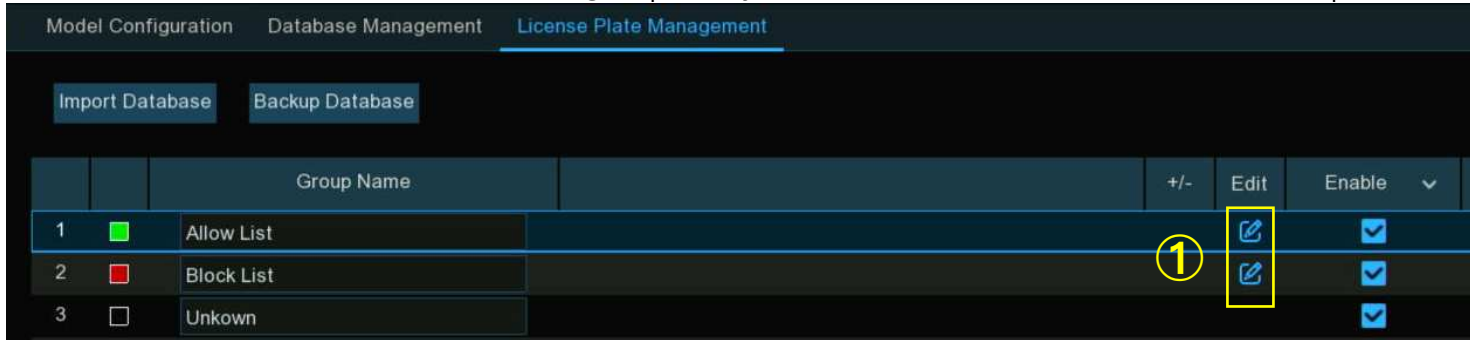 Model Configuration Database Management License Plate Management
Import Database Backup Database
Group Name +/- Edit Enable
1 Allow List
①
2 Block List
3 Unkown